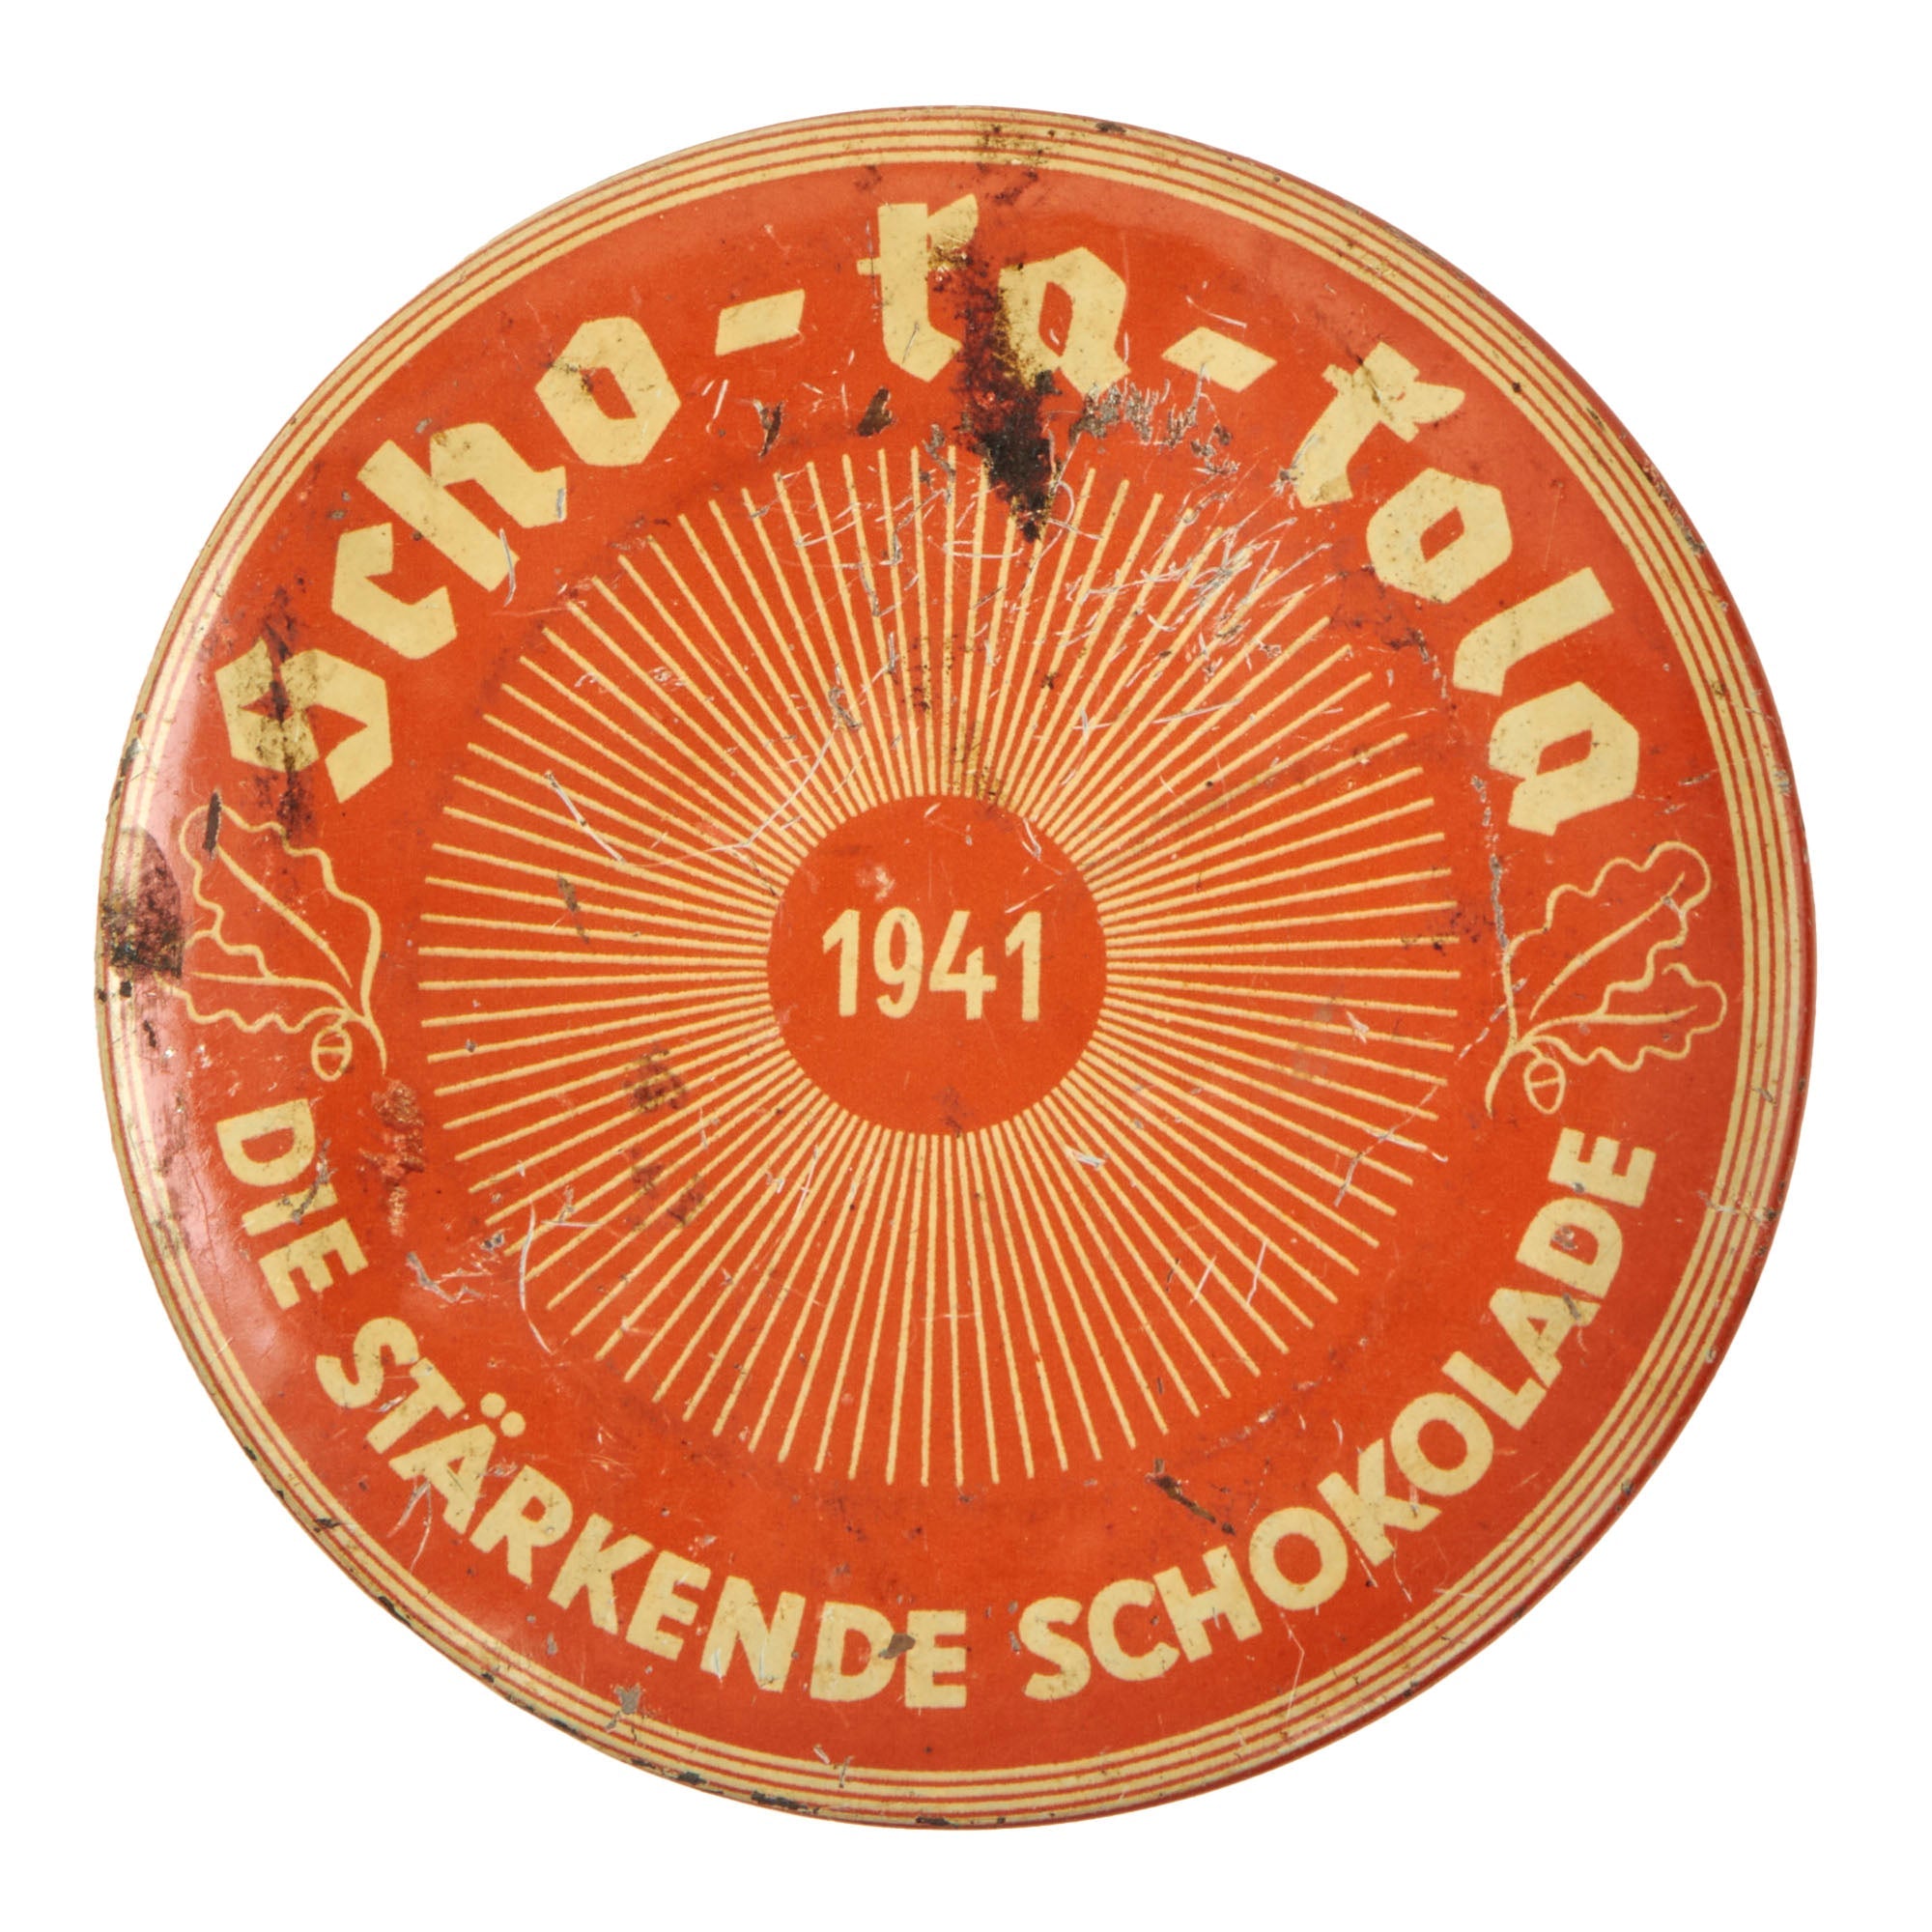 Scho-ka-kola
1941
DIE STÄRKENDE SCHOKOLADE